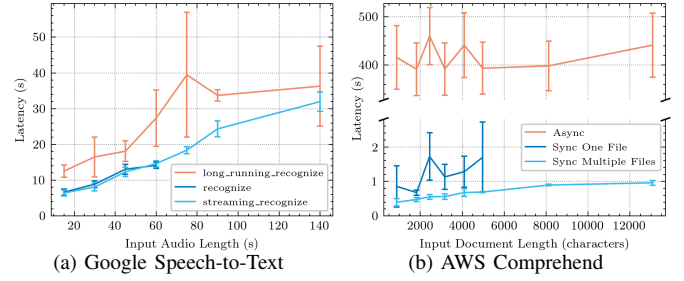 Latency (s)
50
40
30
20
10
0
20
40
60
80
100
120
140
Input Audio Length (s)
long_running_recognize
recognize
streaming_recognize
(a) Google Speech-to-Text
Latency (s)
500
400
2
1
0
2000
4000
6000
8000
10000
12000
Input Document Length (characters)
Async
Sync One File
Sync Multiple Files
(b) AWS Comprehend